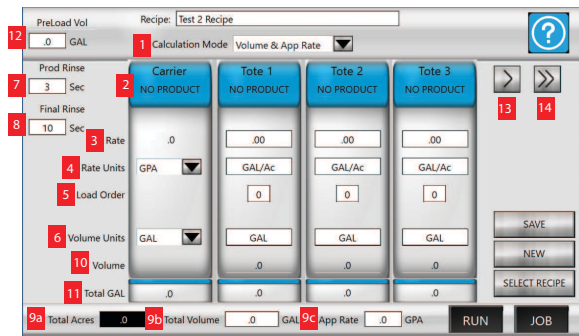 PreLoad Vol
Recipe: Test 2 Recipe
12 .0 GAL
1 Calculation Mode Volume & App Rate
?
Prod Rinse
7 3 Sec
Final Rinse
8 10 Sec
2 Carrier Tote 1 Tote 2 Tote 3
NO PRODUCT NO PRODUCT NO PRODUCT NO PRODUCT
> >>
13 14
3 Rate .0 .00 .00 .00
4 Rate Units GPA GAL/Ac GAL/Ac GAL/Ac
5 Load Order 0 0 0
6 Volume Units GAL GAL GAL GAL
10 Volume .0 .0 .0
11 Total GAL .0 .0 .0 .0
SAVE
NEW
SELECT RECIPE
9a Total Acres .0 9b Total Volume .0 GAL 9c App Rate .0 GPA RUN JOB